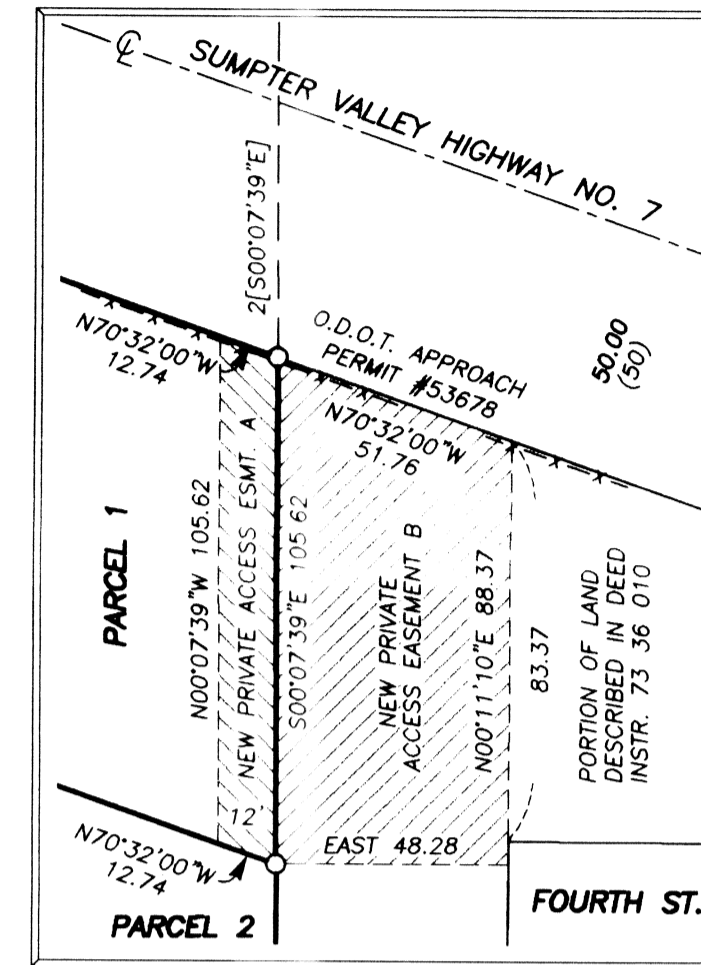 ℄ SUMPTER VALLEY HIGHWAY NO. 7
2[S00°07'39"E]
N70°32'00"W
12.74
O.D.O.T. APPROACH
PERMIT #53678
50.00
(50)
N70°32'00"W
51.76
PARCEL 1
N00°07'39"W 105.62
NEW PRIVATE ACCESS ESMT. A
S00°07'39"E 105.62
NEW PRIVATE
ACCESS EASEMENT B
N00°11'10"E 88.37
83.37
PORTION OF LAND
DESCRIBED IN DEED
INSTR. 73 36 010
12'
EAST 48.28
N70°32'00"W
12.74
PARCEL 2
FOURTH ST.